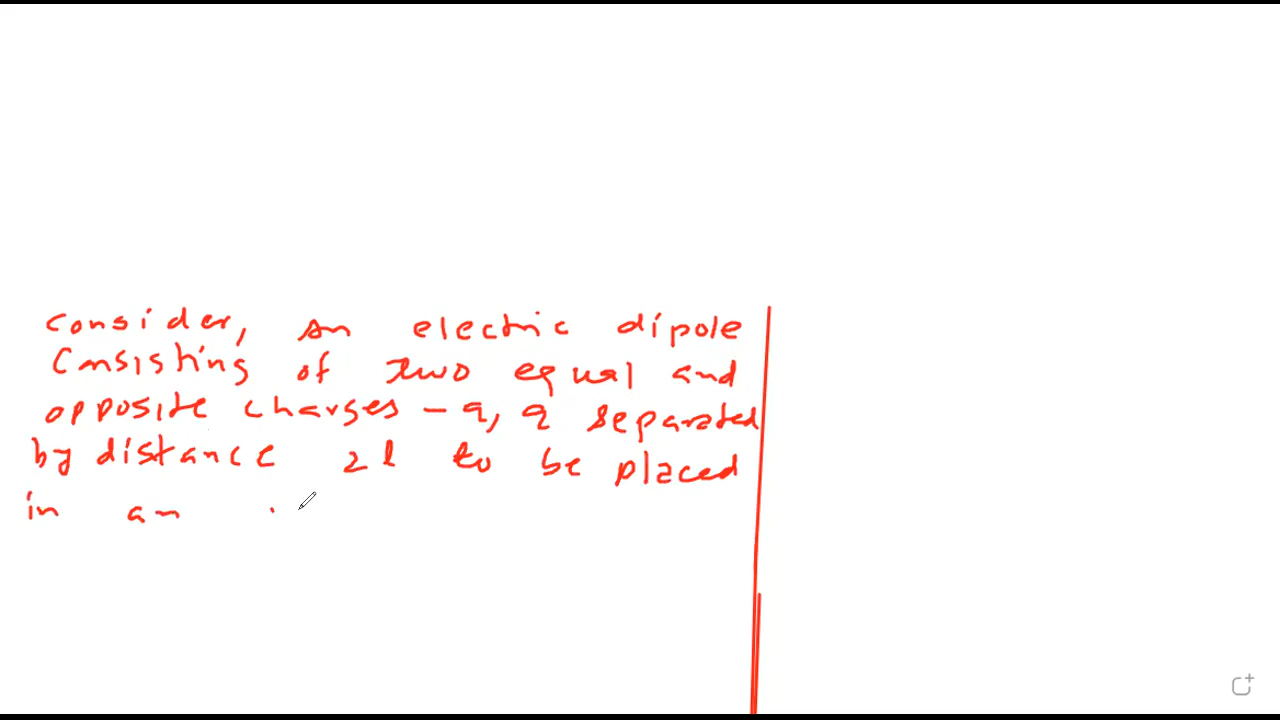 Consider, an electric dipole
Consisting of two equal and
opposite charges - q, q separated
by distance 2l to be placed
in an